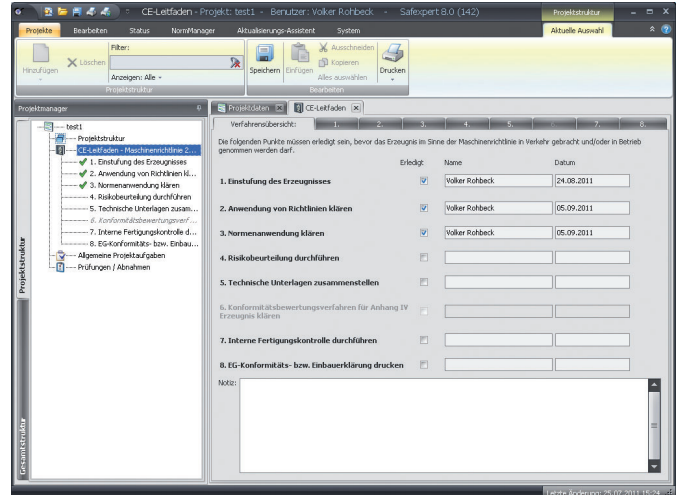 CE-Leitfaden - Projekt: test1 - Benutzer: Volker Rohbeck - Safexpert 8.0 (142)
Projektstruktur
Projekte Bearbeiten Status NormManager Aktualisierungs-Assistent System Aktuelle Auswahl
Hinzufügen
Löschen
Filter:
Anzeigen: Alle
Projektstruktur
Speichern
Einfügen
Ausschneiden
Kopieren
Alles auswählen
Drucken
Bearbeiten
Projektmanager
Projektstruktur
Gesamtstruktur
test1
Projektstruktur
CE-Leitfaden - Maschinenrichtlinie 2...
1. Einstufung des Erzeugnisses
2. Anwendung von Richtlinien kl...
3. Normenanwendung klären
4. Risikobeurteilung durchführen
5. Technische Unterlagen zusam...
6. Konformitätsbewertungsverf...
7. Interne Fertigungskontrolle d...
8. EG-Konformitäts- bzw. Einbau...
Allgemeine Projektaufgaben
Prüfungen / Abnahmen
Projektdaten CE-Leitfaden
Verfahrensübersicht: 1. 2. 3. 4. 5. 6. 7. 8.
Die folgenden Punkte müssen erledigt sein, bevor das Erzeugnis im Sinne der Maschinenrichtlinie in Verkehr gebracht und/oder in Betrieb
genommen werden darf.
Erledigt Name Datum
1. Einstufung des Erzeugnisses Volker Rohbeck 24.08.2011
2. Anwendung von Richtlinien klären Volker Rohbeck 05.09.2011
3. Normenanwendung klären Volker Rohbeck 05.09.2011
4. Risikobeurteilung durchführen
5. Technische Unterlagen zusammenstellen
6. Konformitätsbewertungsverfahren für Anhang IV
Erzeugnis klären
7. Interne Fertigungskontrolle durchführen
8. EG-Konformitäts- bzw. Einbauerklärung drucken
Notiz:
Letzte Änderung: 25.07.2011 15:24